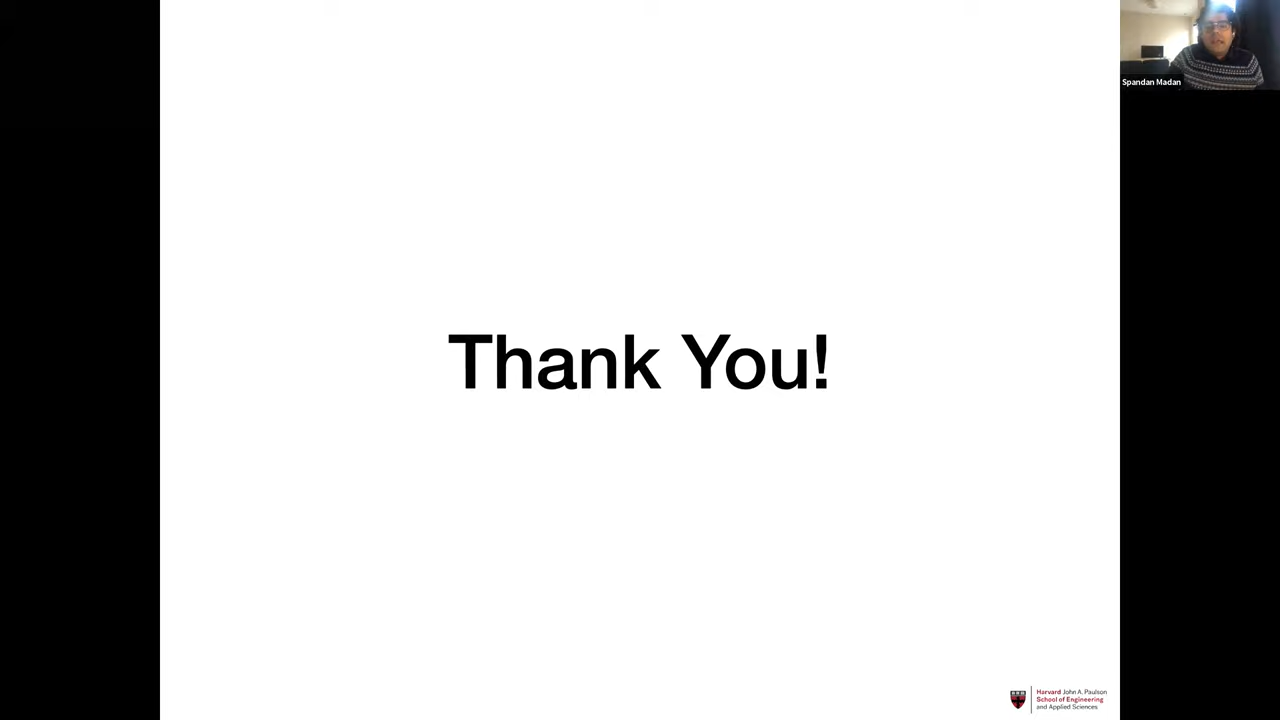 Spandan Madan
Thank You!
Harvard John A. Paulson
School of Engineering
and Applied Sciences